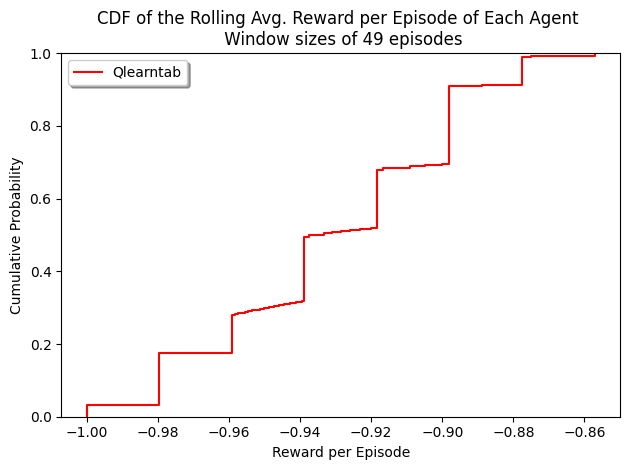 CDF of the Rolling Avg. Reward per Episode of Each Agent
Window sizes of 49 episodes
Qlearntab
Cumulative Probability
1.0
0.8
0.6
0.4
0.2
0.0
−1.00 −0.98 −0.96 −0.94 −0.92 −0.90 −0.88 −0.86
Reward per Episode